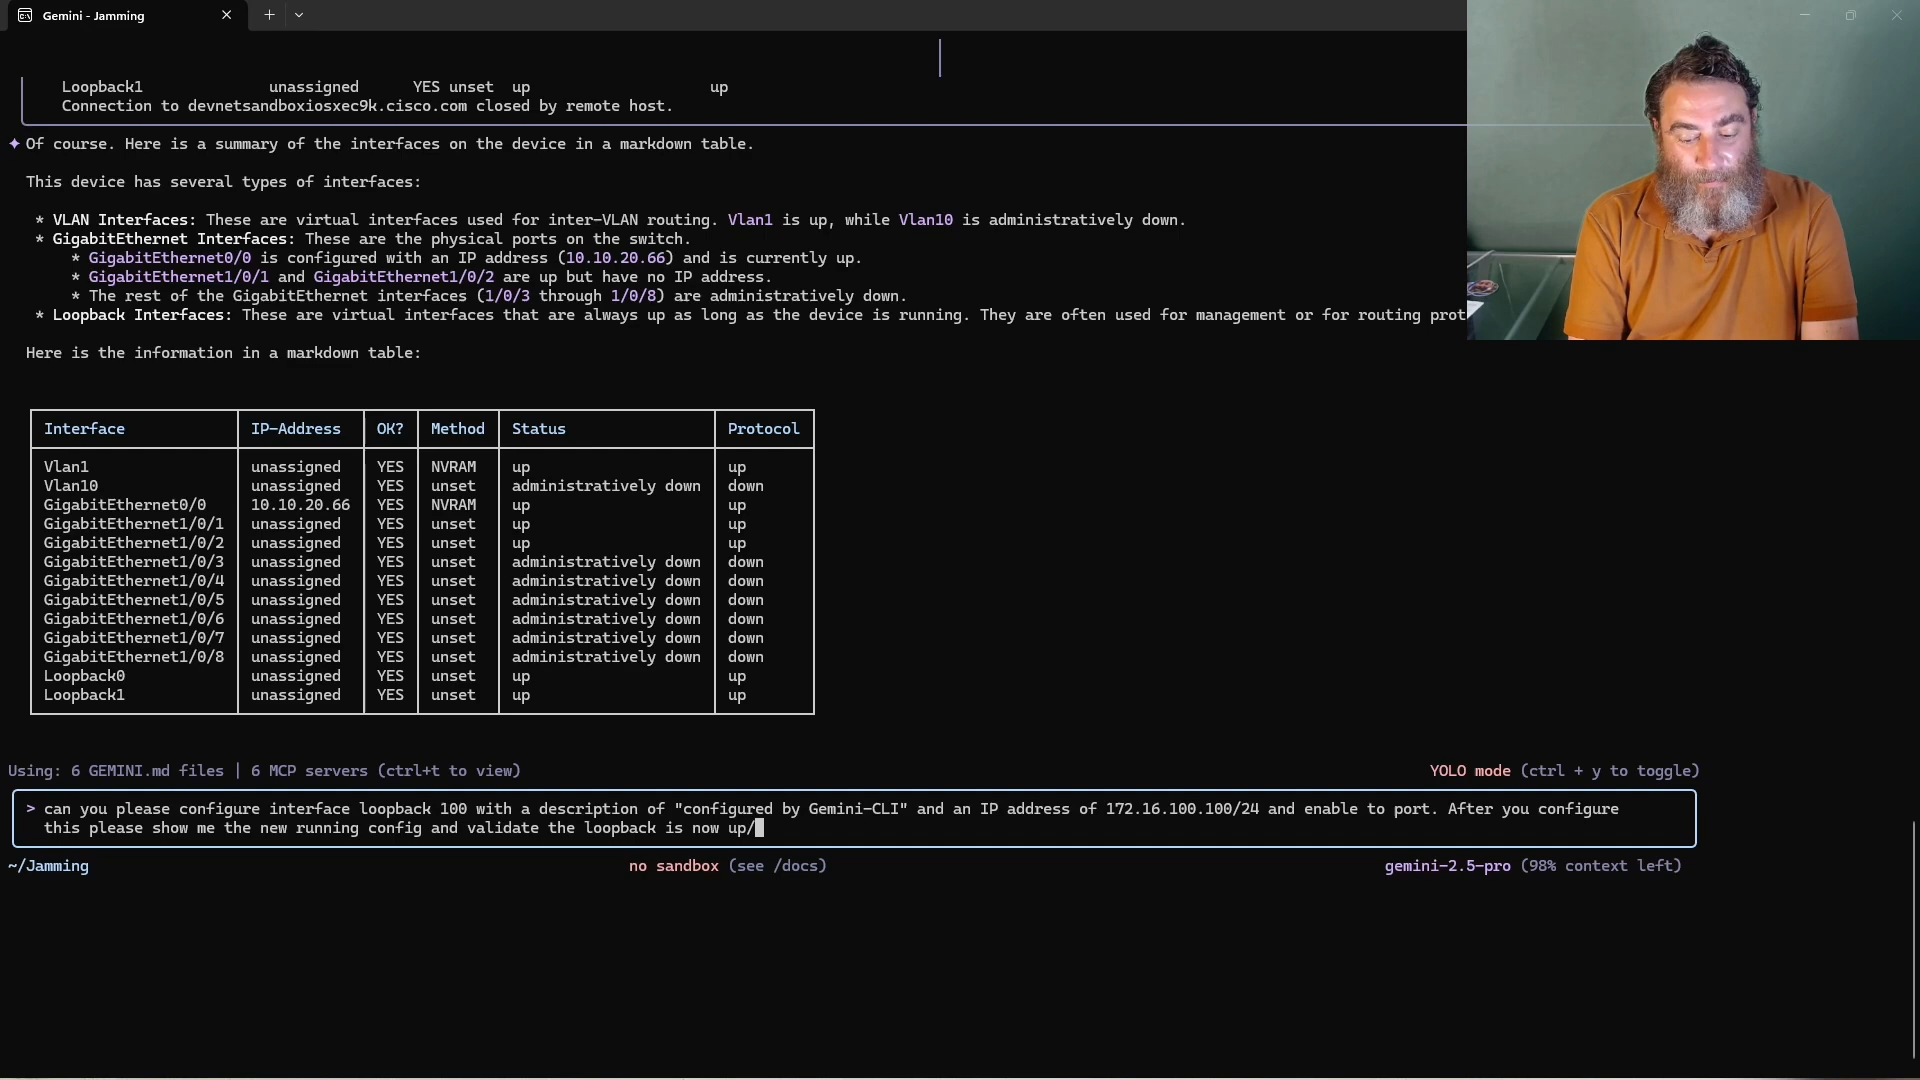 Gemini - Jamming
Loopback1 unassigned YES unset up up
Connection to devnetsandboxiosxec9k.cisco.com closed by remote host.
✦ Of course. Here is a summary of the interfaces on the device in a markdown table.
This device has several types of interfaces:
* VLAN Interfaces: These are virtual interfaces used for inter-VLAN routing. Vlan1 is up, while Vlan10 is administratively down.
* GigabitEthernet Interfaces: These are the physical ports on the switch.
* GigabitEthernet0/0 is configured with an IP address (10.10.20.66) and is currently up.
* GigabitEthernet1/0/1 and GigabitEthernet1/0/2 are up but have no IP address.
* The rest of the GigabitEthernet interfaces (1/0/3 through 1/0/8) are administratively down.
* Loopback Interfaces: These are virtual interfaces that are always up as long as the device is running. They are often used for management or for routing prot
Here is the information in a markdown table:
Interface IP-Address OK? Method Status Protocol
Vlan1 unassigned YES NVRAM up up
Vlan10 unassigned YES unset administratively down down
GigabitEthernet0/0 10.10.20.66 YES NVRAM up up
GigabitEthernet1/0/1 unassigned YES unset up up
GigabitEthernet1/0/2 unassigned YES unset up up
GigabitEthernet1/0/3 unassigned YES unset administratively down down
GigabitEthernet1/0/4 unassigned YES unset administratively down down
GigabitEthernet1/0/5 unassigned YES unset administratively down down
GigabitEthernet1/0/6 unassigned YES unset administratively down down
GigabitEthernet1/0/7 unassigned YES unset administratively down down
GigabitEthernet1/0/8 unassigned YES unset administratively down down
Loopback0 unassigned YES unset up up
Loopback1 unassigned YES unset up up
Using: 6 GEMINI.md files | 6 MCP servers (ctrl+t to view) YOLO mode (ctrl + y to toggle)
> can you please configure interface loopback 100 with a description of "configured by Gemini-CLI" and an IP address of 172.16.100.100/24 and enable to port. After you configure
this please show me the new running config and validate the loopback is now up/
~/Jamming no sandbox (see /docs) gemini-2.5-pro (98% context left)